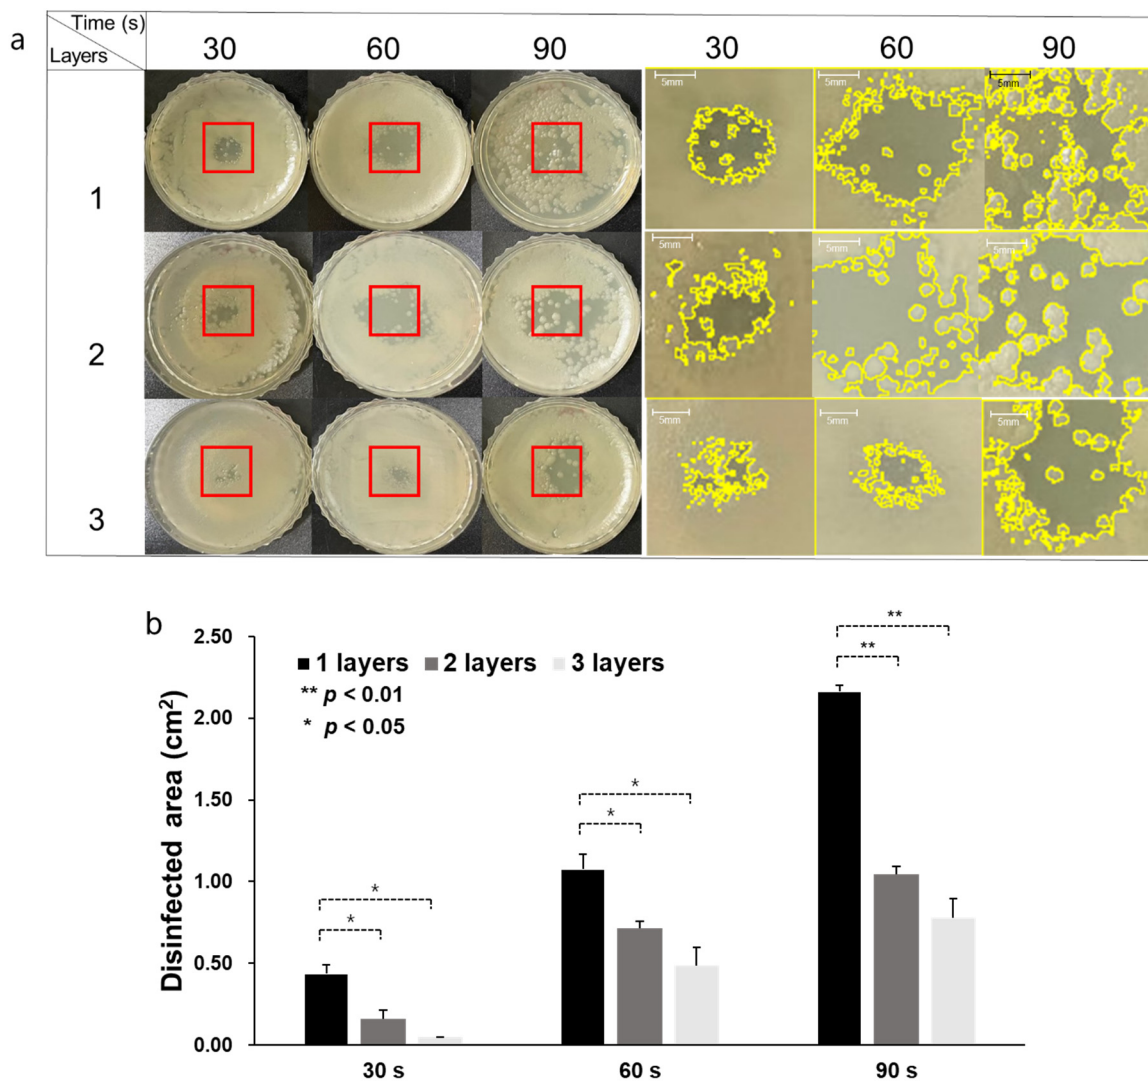 a
Time (s)
Layers
30 60 90 30 60 90
1
5mm 5mm 5mm
2
5mm 5mm 5mm
3
5mm 5mm 5mm
b
Disinfected area (cm²)
2.50
2.00
1.50
1.00
0.50
0.00
1 layers 2 layers 3 layers
** p < 0.01
* p < 0.05
* *
* *
** **
30 s 60 s 90 s